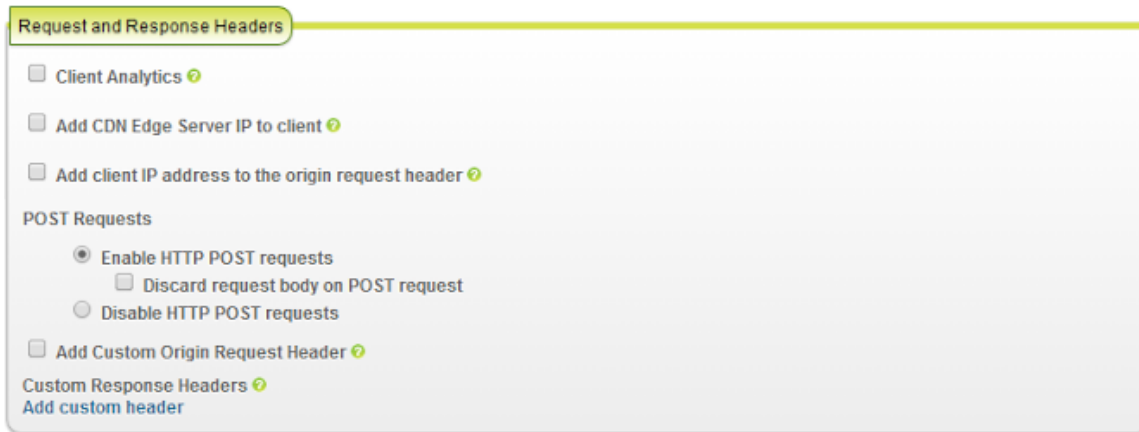 Request and Response Headers
Client Analytics
Add CDN Edge Server IP to client
Add client IP address to the origin request header
POST Requests
Enable HTTP POST requests
Discard request body on POST request
Disable HTTP POST requests
Add Custom Origin Request Header
Custom Response Headers
Add custom header